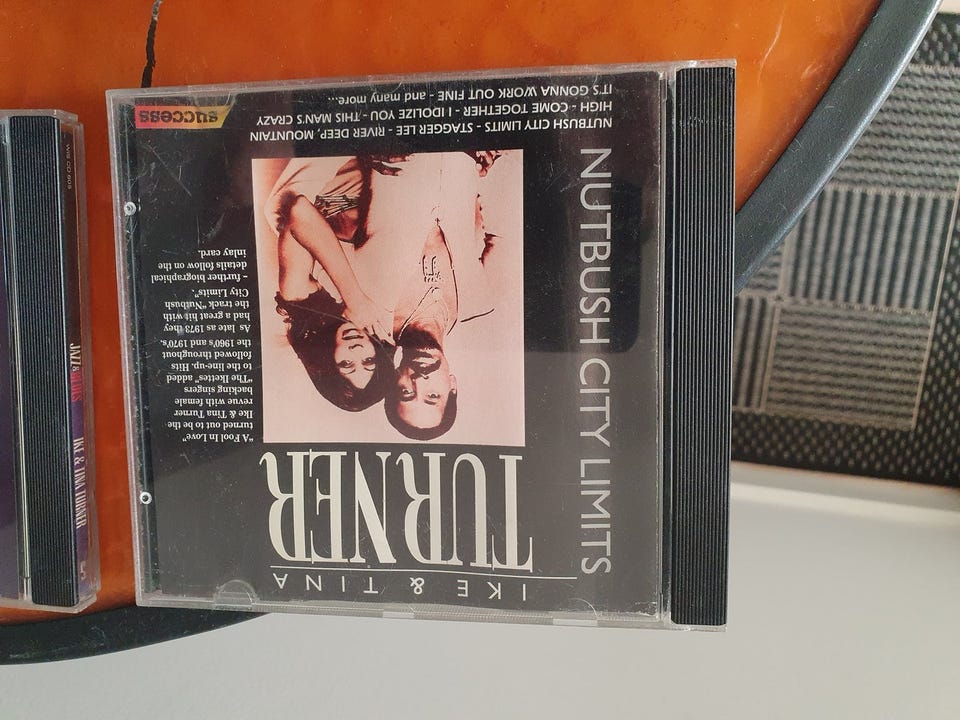 IKE & TINA
TURNER
NUTBUSH CITY LIMITS
"A Fool In Love"
turned out to be the
Ike & Tina Turner
revue with female
backing singers
"The Ikettes" added
to the line-up. Hits
followed throughout
the 1960's and 1970's.
As late as 1973 they
had a great hit with
the track "Nutbush
City Limits".
– further biographical
details follow on the
inlay card.
NUTBUSH CITY LIMITS - STAGGER LEE - RIVER DEEP, MOUNTAIN
HIGH - COME TOGETHER - I IDOLIZE YOU - THIS MAN'S CRAZY
IT'S GONNA WORK OUT FINE - and many more...
success
IKE & TINA TURNER